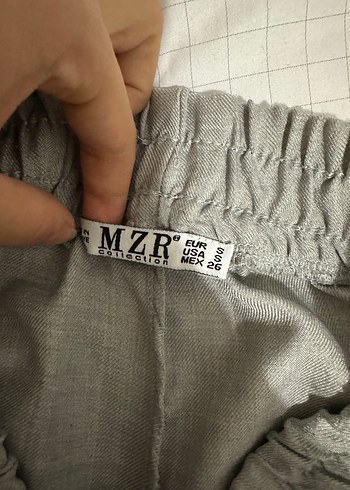 MZR®
collection
EUR S
USA S
MEX 26